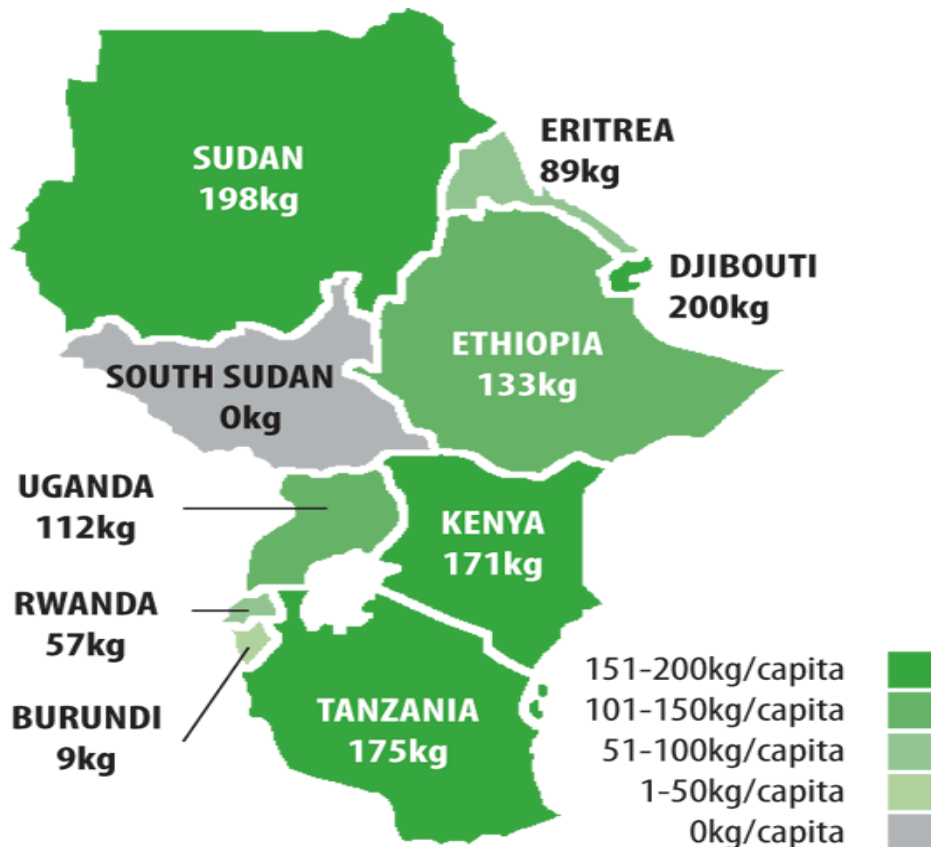 SUDAN
198kg
ERITREA
89kg
DJIBOUTI
200kg
ETHIOPIA
133kg
SOUTH SUDAN
0kg
UGANDA
112kg
KENYA
171kg
RWANDA
57kg
BURUNDI
9kg
TANZANIA
175kg
151-200kg/capita
101-150kg/capita
51-100kg/capita
1-50kg/capita
0kg/capita